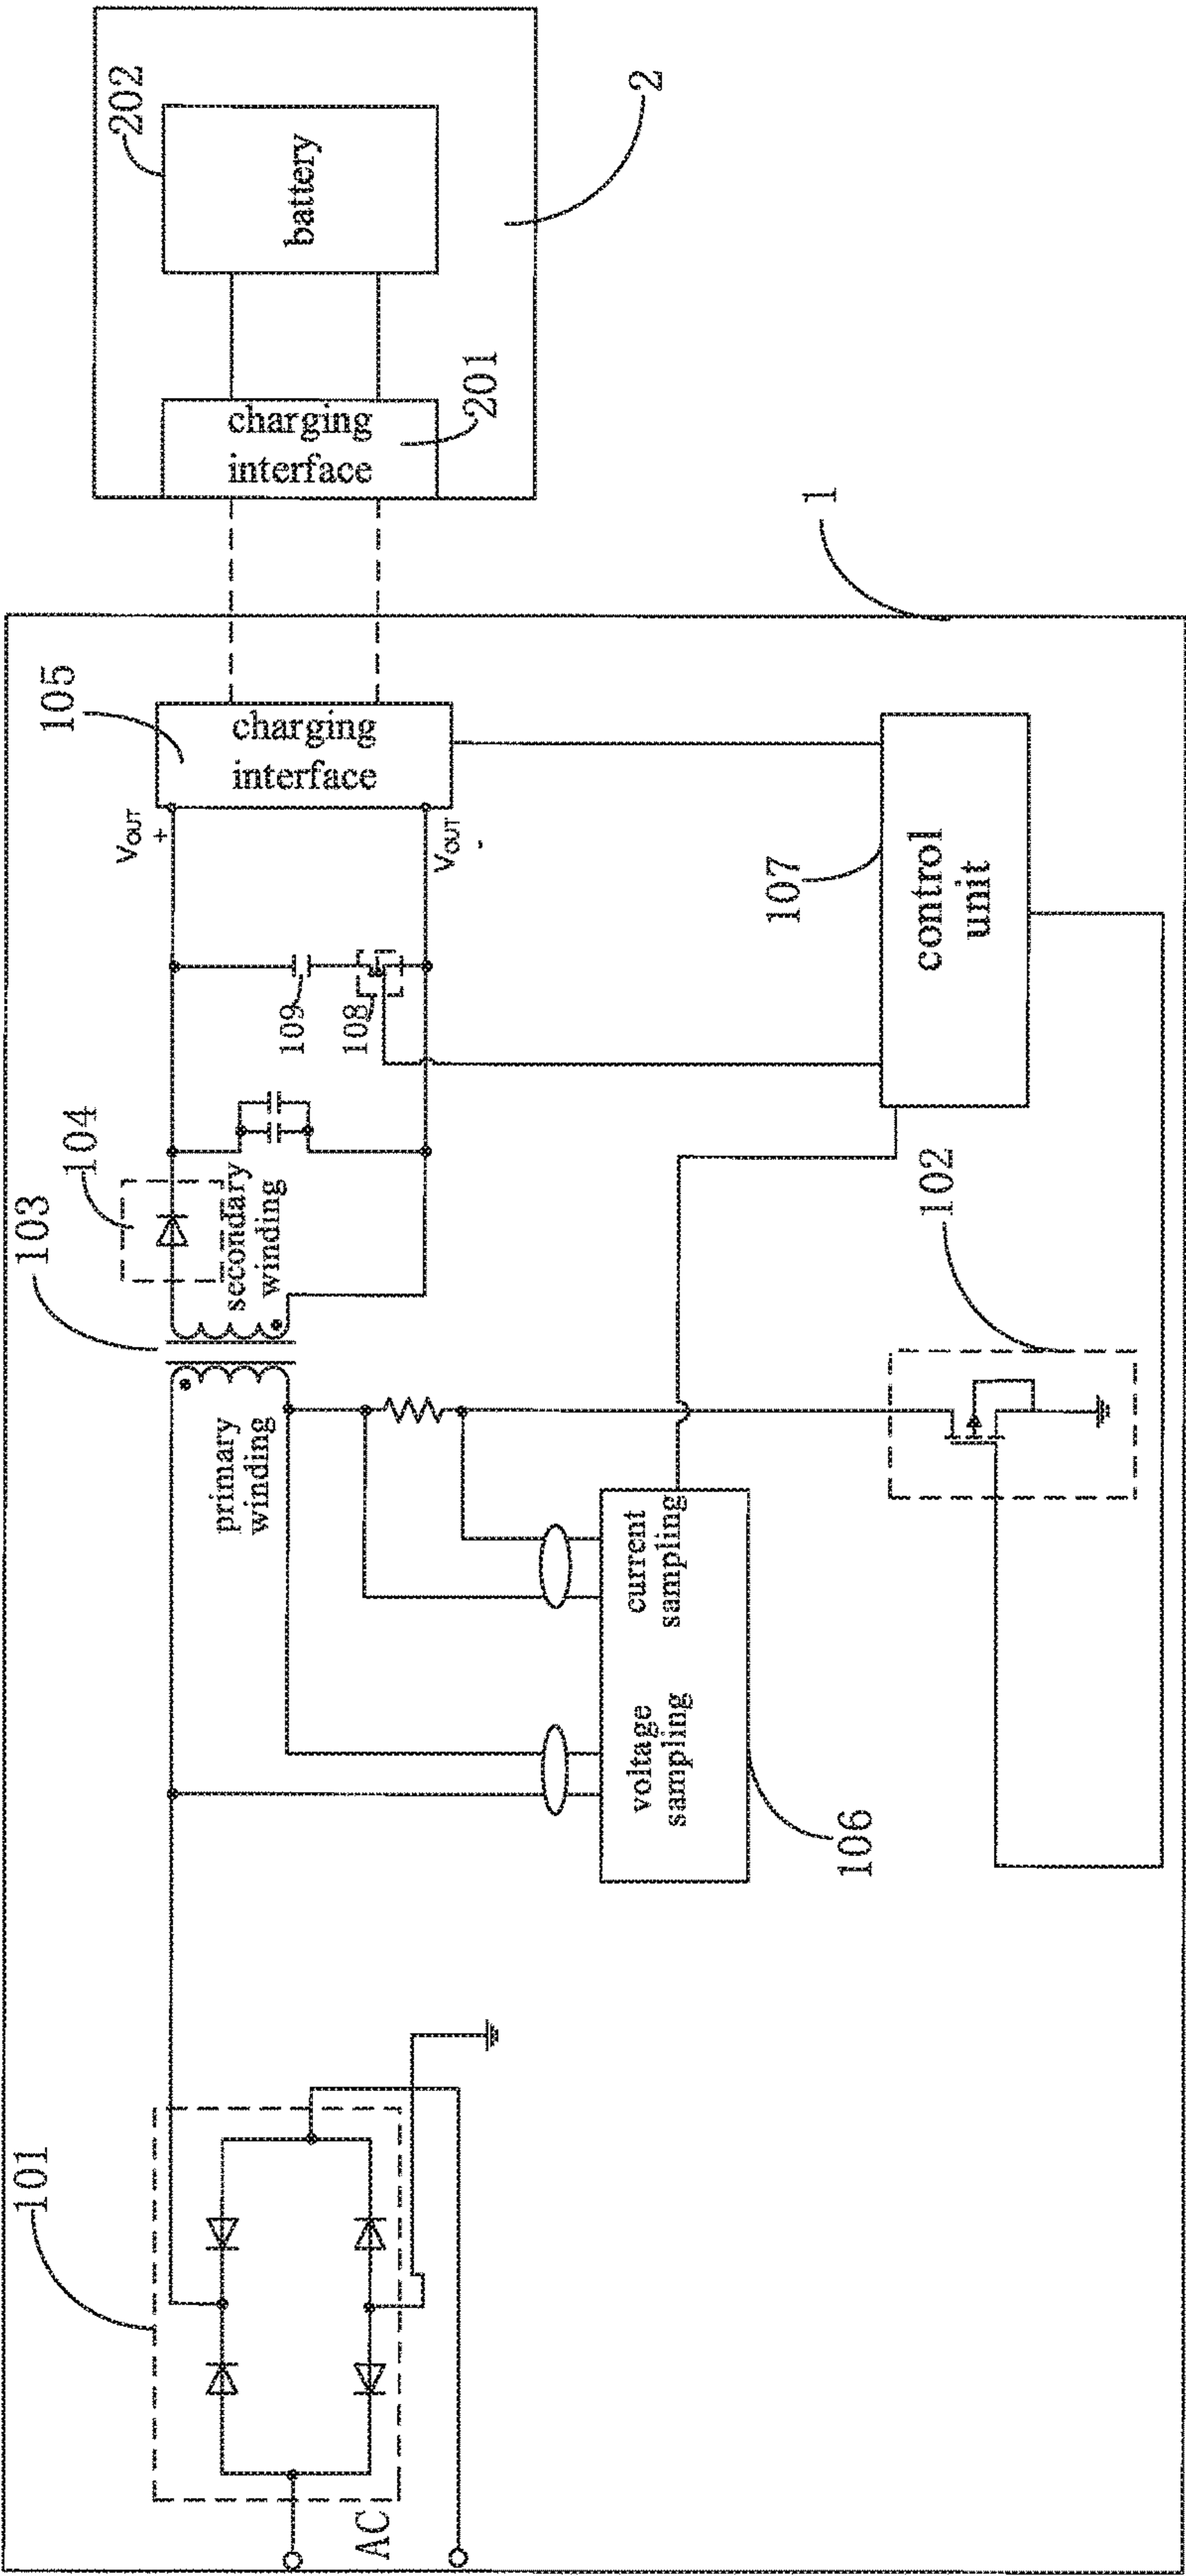 101
AC
103
104
primary
winding
secondary
winding
109
108
VOUT
+
VOUT
-
105
charging
interface
voltage
sampling
current
sampling
106
102
107
control
unit
1
charging
interface
201
battery
202
2